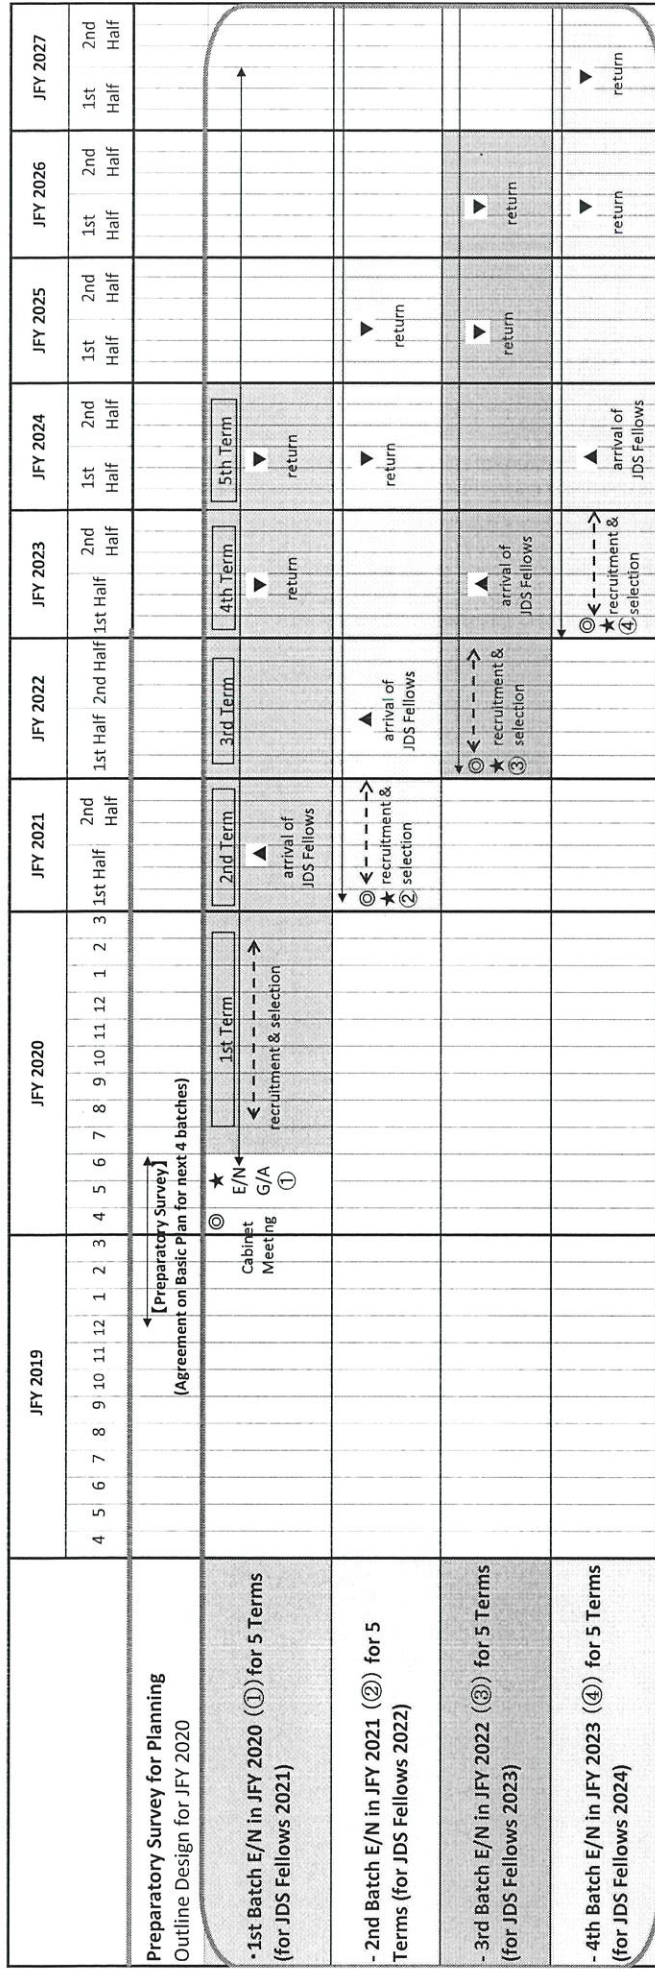 JFY 2019
JFY 2020
JFY 2021
JFY 2022
JFY 2023
JFY 2024
JFY 2025
JFY 2026
JFY 2027
4 5 6 7 8 9 10 11 12 1 2 3
4 5 6 7 8 9 10 11 12 1 2 3
1st Half
2nd
Half
1st Half
2nd Half
1st Half
2nd
Half
1st
Half
2nd
Half
1st
Half
2nd
Half
1st
Half
2nd
Half
1st
Half
2nd
Half
Preparatory Survey for Planning
Outline Design for JFY 2020
【Preparatory Survey】
(Agreement on Basic Plan for next 4 batches)
・1st Batch E/N in JFY 2020 (①) for 5 Terms
(for JDS Fellows 2021)
◎
Cabinet
Meeting
★
E/N
G/A
①
1st Term
recruitment & selection
2nd Term
▲
arrival of
JDS Fellows
3rd Term
4th Term
▼
return
5th Term
▼
return
- 2nd Batch E/N in JFY 2021 (②) for 5
Terms (for JDS Fellows 2022)
◎
★ recruitment &
② selection
▲
arrival of
JDS Fellows
▼
return
▼
return
- 3rd Batch E/N in JFY 2022 (③) for 5 Terms
(for JDS Fellows 2023)
◎
★ recruitment &
③ selection
▲
arrival of
JDS Fellows
▼
return
▼
return
- 4th Batch E/N in JFY 2023 (④) for 5 Terms
(for JDS Fellows 2024)
◎
★ recruitment &
④ selection
▲
arrival of
JDS Fellows
▼
return
▼
return